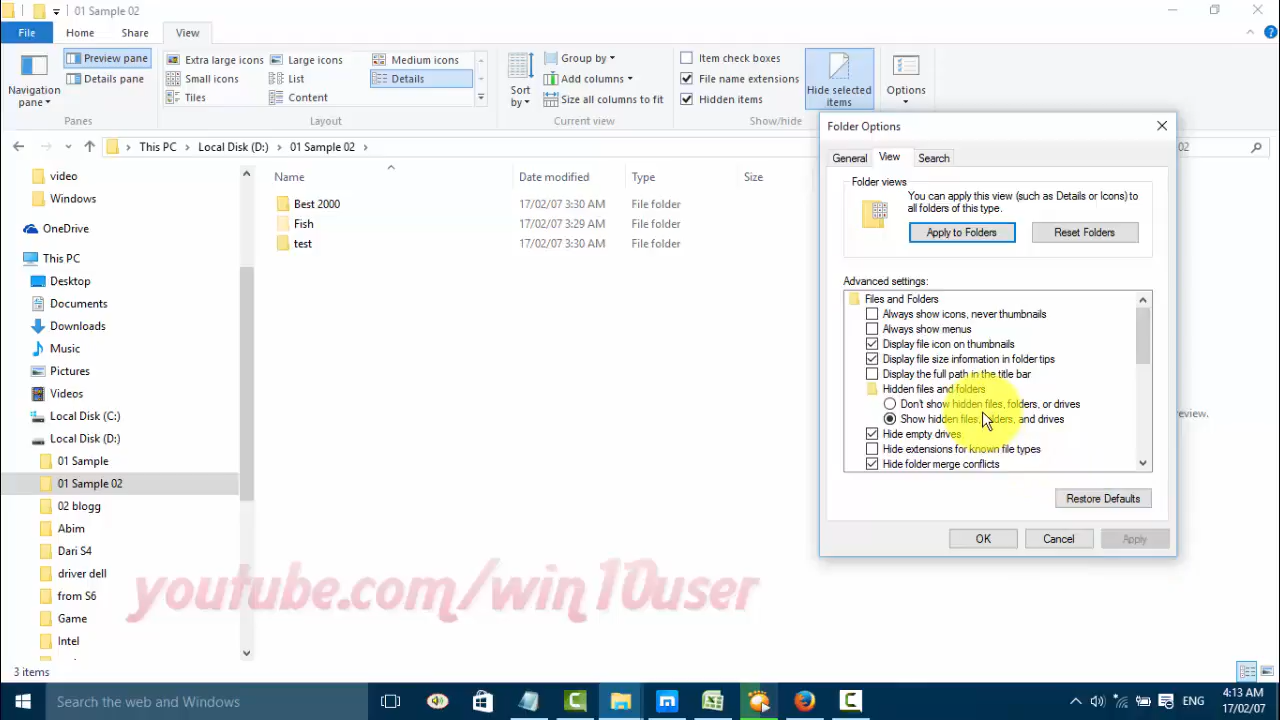 01 Sample 02
File Home Share View
Preview pane
Details pane
Navigation pane
Panes
Extra large icons Large icons Medium icons
Small icons List Details
Tiles Content
Layout
Sort by
Group by
Add columns
Size all columns to fit
Current view
Item check boxes
File name extensions
Hidden items
Hide selected items
Show/hide
Options
This PC Local Disk (D:) 01 Sample 02
02
video
Windows
OneDrive
This PC
Desktop
Documents
Downloads
Music
Pictures
Videos
Local Disk (C:)
Local Disk (D:)
01 Sample
01 Sample 02
02 blogg
Abim
Dari S4
driver dell
from S6
Game
Intel
Name Date modified Type Size
Best 2000 17/02/07 3:30 AM File folder
Fish 17/02/07 3:29 AM File folder
test 17/02/07 3:30 AM File folder
Folder Options
General View Search
Folder views
You can apply this view (such as Details or Icons) to
all folders of this type.
Apply to Folders Reset Folders
Advanced settings:
Files and Folders
Always show icons, never thumbnails
Always show menus
Display file icon on thumbnails
Display file size information in folder tips
Display the full path in the title bar
Hidden files and folders
Don't show hidden files, folders, or drives
Show hidden files, folders, and drives
Hide empty drives
Hide extensions for known file types
Hide folder merge conflicts
Restore Defaults
OK Cancel Apply
review.
youtube.com/win10user
3 items
Search the web and Windows
ENG
4:13 AM
17/02/07